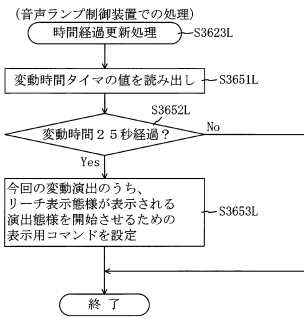 (音声ランプ制御装置での処理)
時間経過更新処理
S3623L
変動時間タイマの値を読み出し
S3651L
S3652L
変動時間25秒経過?
No
Yes
今回の変動演出のうち、
リーチ表示態様が表示される
演出態様を開始させるための
表示用コマンドを設定
S3653L
終了